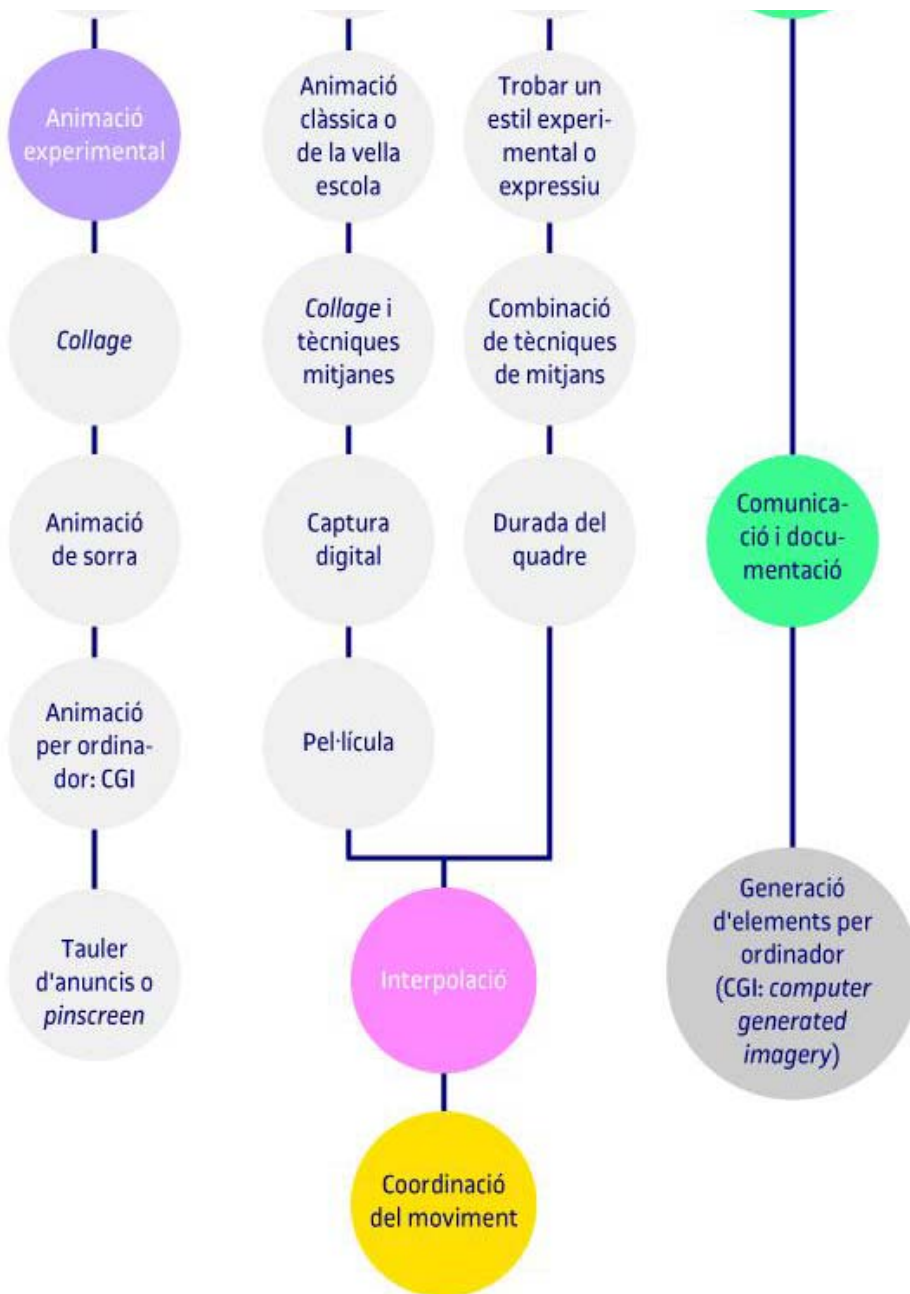 Animació
experimental
Animació
clàssica o
de la vella
escola
Trobar un
estil experi-
mental o
expressiu
Collage
Collage i
tècniques
mitjanes
Combinació
de tècniques
de mitjans
Animació
de sorra
Captura
digital
Durada del
quadre
Comunica-
ció i docu-
mentació
Animació
per ordina-
dor: CGI
Pel·lícula
Tauler
d'anuncis o
pinscreen
Interpolació
Generació
d'elements per
ordinador
(CGI: computer
generated
imagery)
Coordinació
del moviment